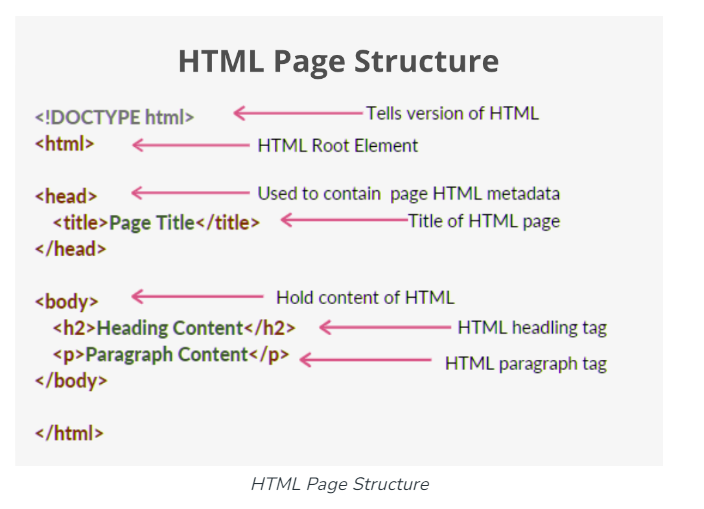 HTML Page Structure
<!DOCTYPE html> Tells version of HTML
<html> HTML Root Element
<head> Used to contain page HTML metadata
<title>Page Title</title> Title of HTML page
</head>
<body> Hold content of HTML
<h2>Heading Content</h2> HTML headling tag
<p>Paragraph Content</p> HTML paragraph tag
</body>
</html>
HTML Page Structure